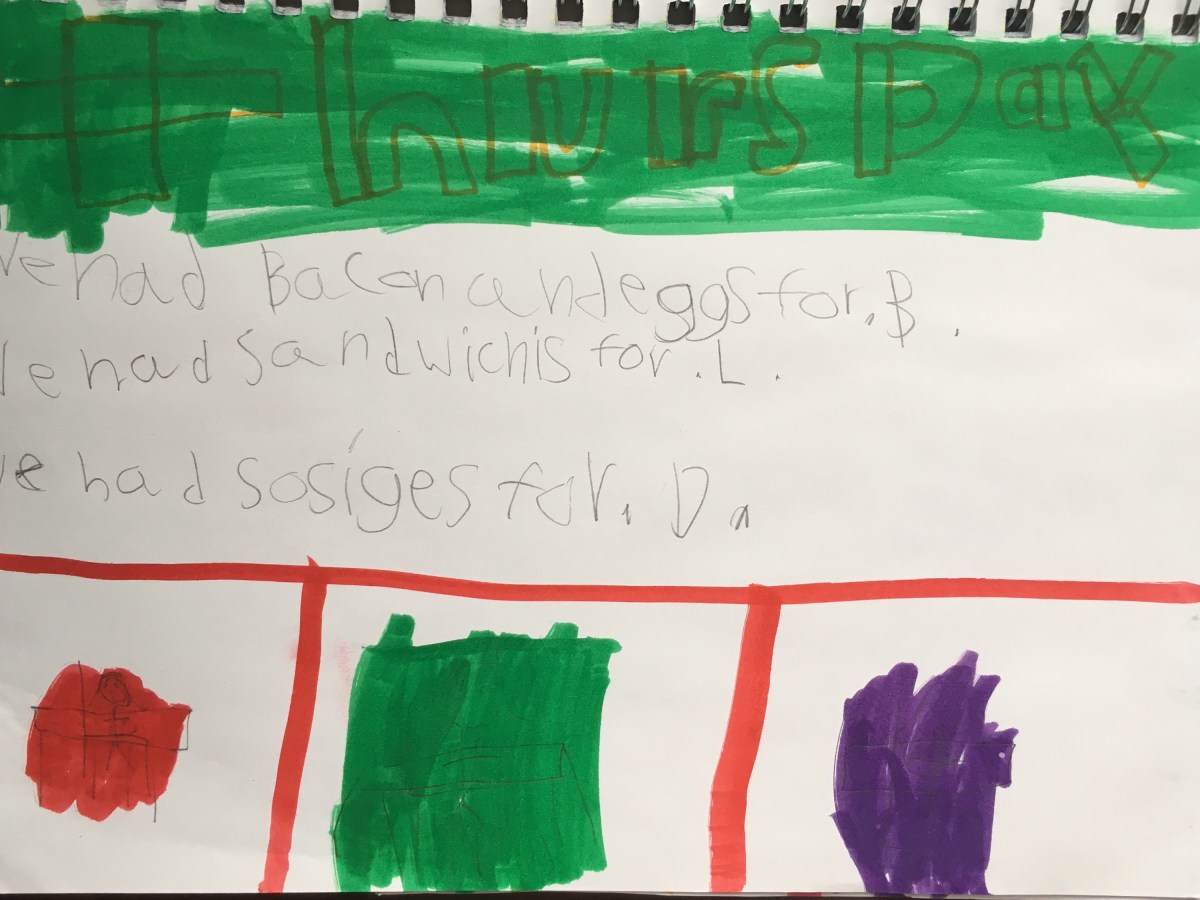 thursDay
We had Bacon and eggs for. B.
We had sandwichis for. L.
we had sosiges for. D.